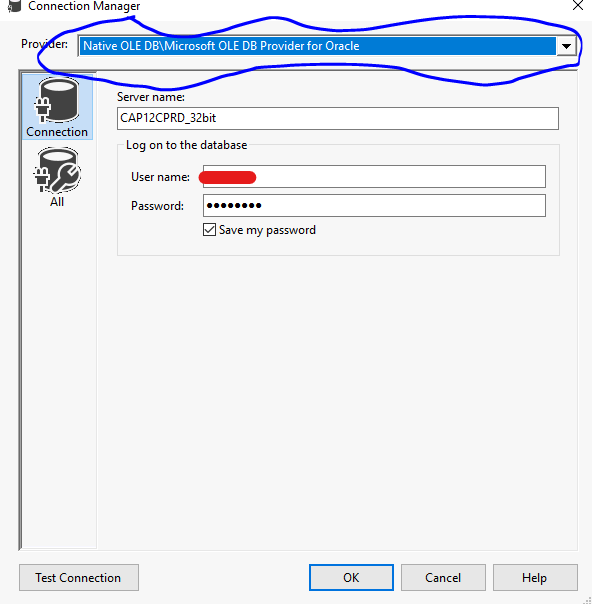 Connection Manager
Provider: Native OLE DB\Microsoft OLE DB Provider for Oracle
Connection
All
Server name:
CAP12CPRD_32bit
Log on to the database
User name:
Password: ●●●●●●●●
Save my password
Test Connection OK Cancel Help